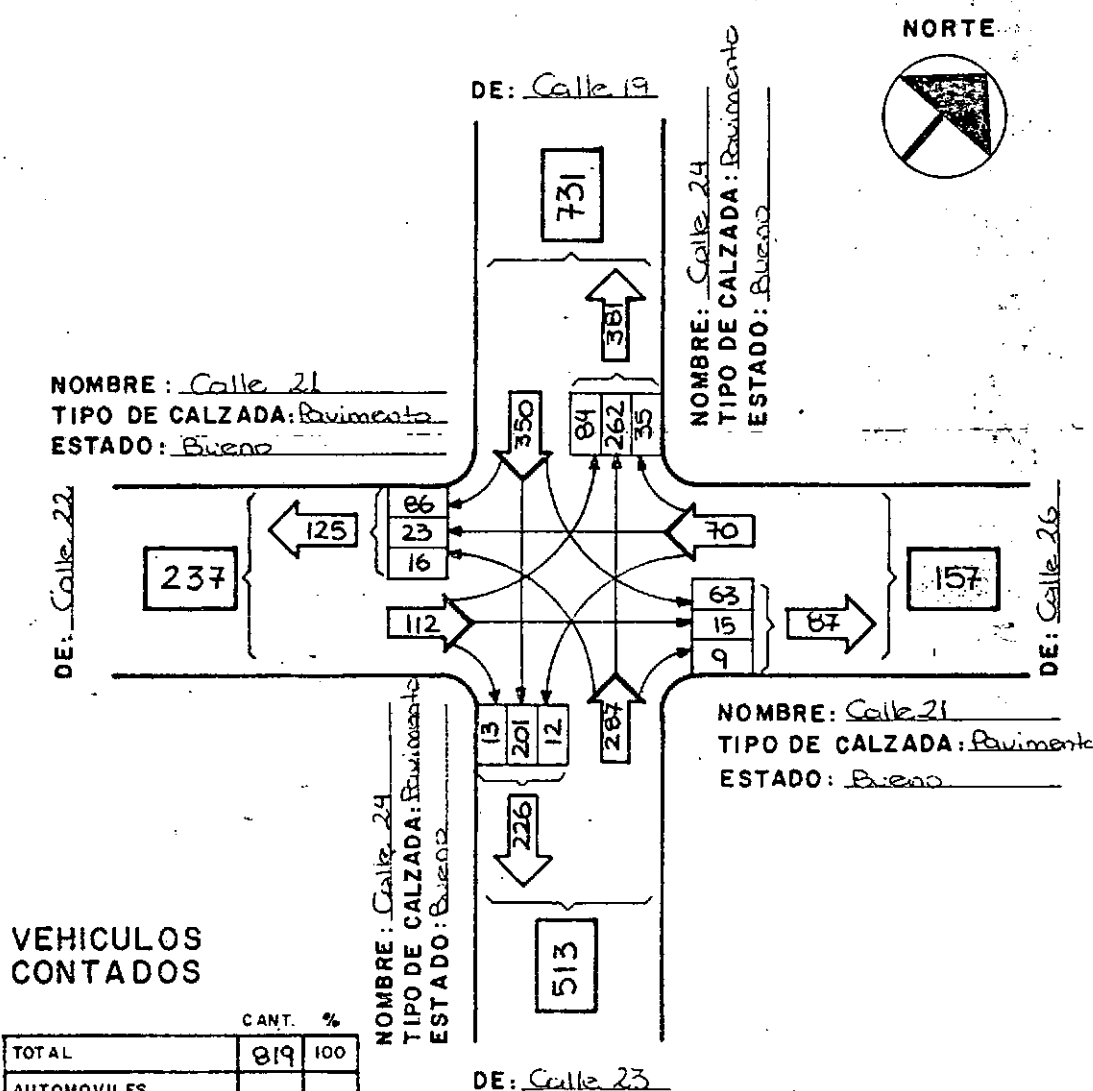 NORTE
DE: Calle 19
731
NOMBRE: Calle 24
TIPO DE CALZADA: Pavimento
ESTADO: Bueno
381
84 262 35
350
NOMBRE: Calle 21
TIPO DE CALZADA: Pavimento
ESTADO: Bueno
DE: Calle 22
237
125
86
23
16
112
70
63
15
9
87
157
DE: Calle 26
13 201 12
287
226
NOMBRE: Calle 21
TIPO DE CALZADA: Pavimento
ESTADO: Bueno
NOMBRE: Calle 24
TIPO DE CALZADA: Pavimento
ESTADO: Bueno
513
DE: Calle 23
VEHICULOS
CONTADOS
CANT. %
TOTAL 819 100
AUTOMOVILES